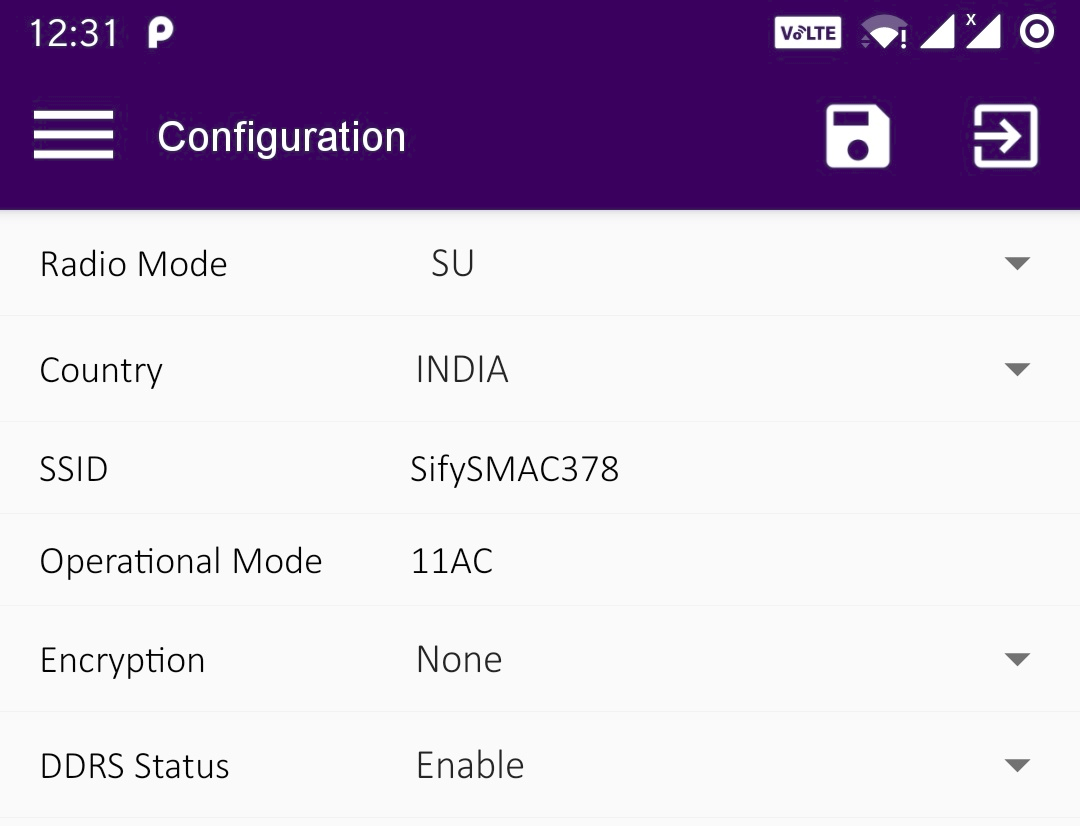 12:31
VoLTE
X
Configuration
Radio Mode SU
Country INDIA
SSID SifySMAC378
Operational Mode 11AC
Encryption None
DDRS Status Enable